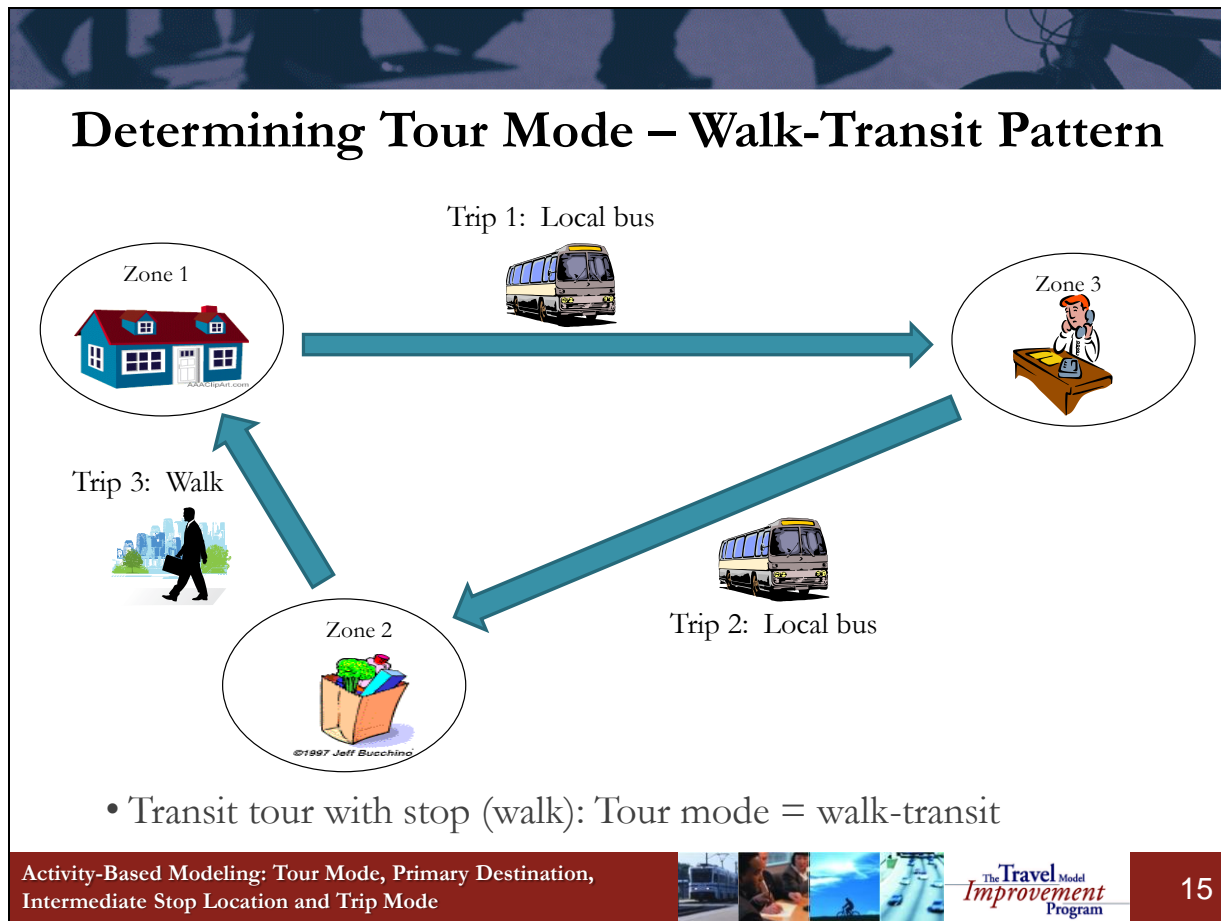 Determining Tour Mode – Walk-Transit Pattern
Trip 1:  Local bus
Zone 1
AAAClipArt.com
Zone 3
Trip 3:  Walk
Trip 2:  Local bus
Zone 2
©1997 Jeff Bucchino
• Transit tour with stop (walk): Tour mode = walk-transit
Activity-Based Modeling: Tour Mode, Primary Destination,
Intermediate Stop Location and Trip Mode
The Travel Model
Improvement
Program
15